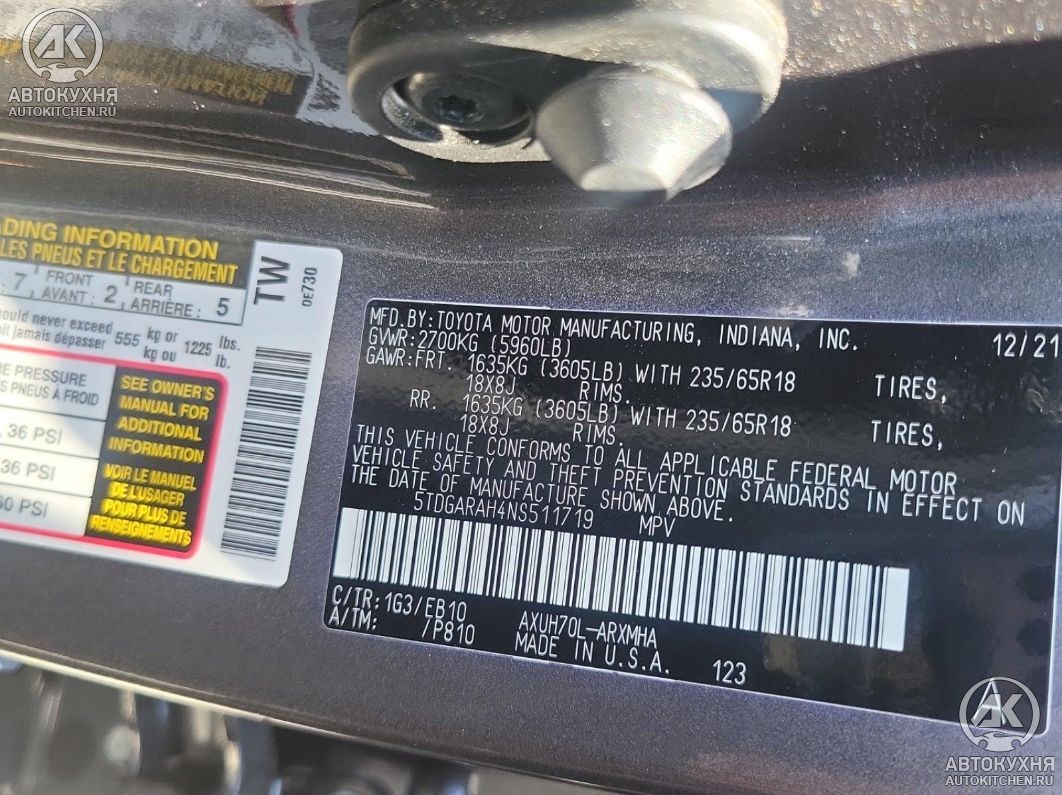 АК
АВТОКУХНЯ
AUTOKITCHEN.RU
ADING INFORMATION
LES PNEUS ET LE CHARGEMENT
: 7 FRONT AVANT : 2 REAR ARRIÈRE : 5
ould never exceed 555 kg or 1225 lbs.
it jamais dépasser kg ou lb.
E PRESSURE
S PNEUS À FROID
, 36 PSI
36 PSI
60 PSI
SEE OWNER'S
MANUAL FOR
ADDITIONAL
INFORMATION
VOIR LE MANUEL
DE L'USAGER
POUR PLUS DE
RENSEIGNEMENTS
TW
0E730
MFD. BY: TOYOTA MOTOR MANUFACTURING, INDIANA, INC. 12/21
GVWR: 2700KG (5960LB)
GAWR: FRT. 1635KG (3605LB) WITH 235/65R18 TIRES,
18X8J RIMS.
RR. 1635KG (3605LB) WITH 235/65R18 TIRES,
18X8J RIMS.
THIS VEHICLE CONFORMS TO ALL APPLICABLE FEDERAL MOTOR
VEHICLE SAFETY AND THEFT PREVENTION STANDARDS IN EFFECT ON
THE DATE OF MANUFACTURE SHOWN ABOVE.
5TDGARAH4NS511719 MPV
C/TR: 1G3/EB10 AXUH70L-ARXMHA
A/TM: /P810 MADE IN U.S.A. 123
A
АК
АВТОКУХНЯ
AUTOKITCHEN.RU